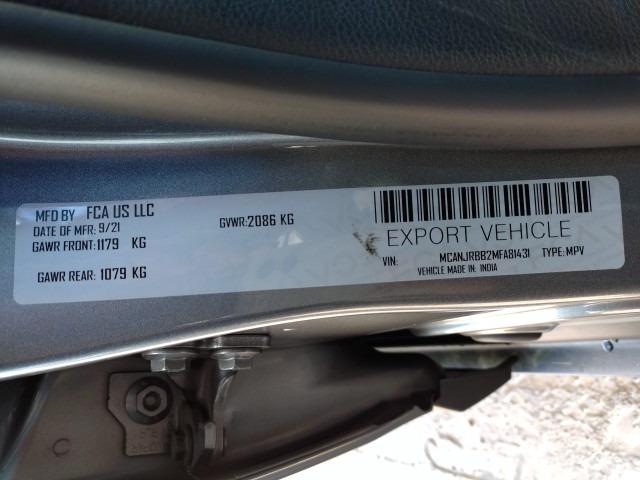 MFD BY FCA US LLC
DATE OF MFR: 9/21
GVWR:2086 KG
GAWR FRONT:1179 KG
GAWR REAR: 1079 KG
EXPORT VEHICLE
VIN: MCANJRBB2MFA81431 TYPE: MPV
VEHICLE MADE IN: INDIA